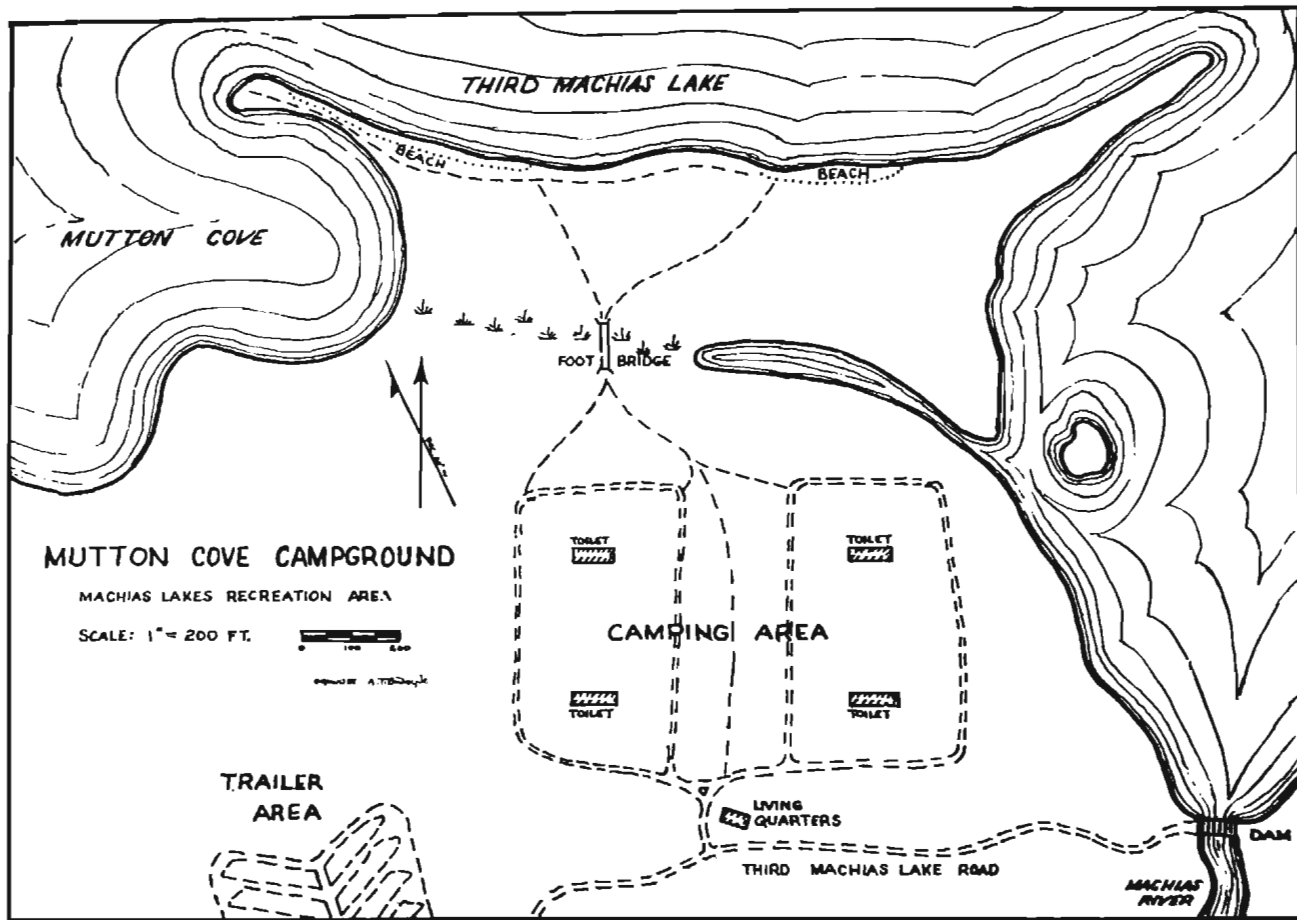 THIRD MACHIAS LAKE
BEACH
BEACH
MUTTON COVE
FOOT BRIDGE
MUTTON COVE CAMPGROUND
MACHIAS LAKES RECREATION AREA
SCALE: 1" = 200 FT.
0 100 200
TOILET
TOILET
CAMPING AREA
TOILET
TOILET
TRAILER
AREA
LIVING
QUARTERS
THIRD MACHIAS LAKE ROAD
DAM
MACHIAS
RIVER